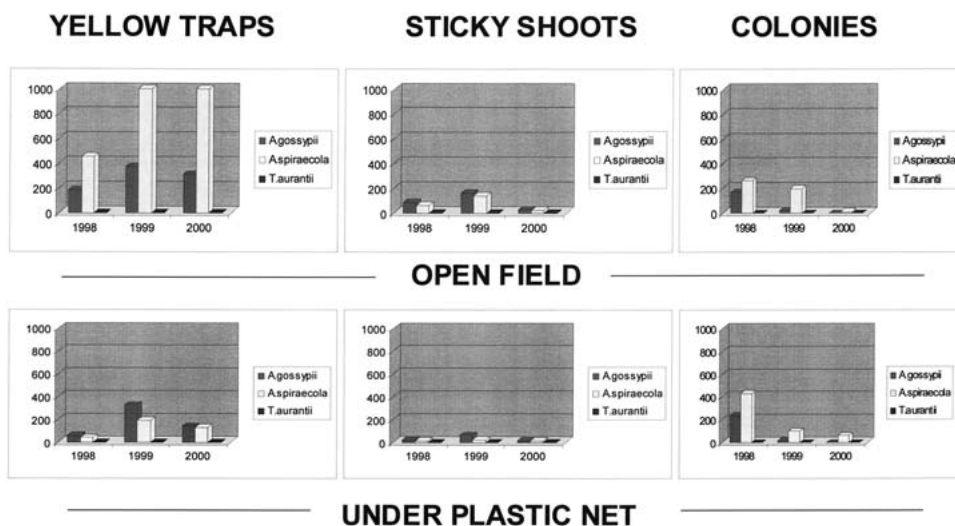 YELLOW TRAPS STICKY SHOOTS COLONIES
1000
800
600
400
200
0
1998 1999 2000
A.gossypii
A.spiraecola
T.aurantii
1000
800
600
400
200
0
1998 1999 2000
A.gossypii
A.spiraecola
T.aurantii
1000
800
600
400
200
0
1998 1999 2000
A.gossypii
A.spiraecola
T.aurantii
OPEN FIELD
1000
800
600
400
200
0
1998 1999 2000
A.gossypii
A.spiraecola
T.aurantii
1000
800
600
400
200
0
1998 1999 2000
A.gossypii
A.spiraecola
T.aurantii
1000
800
600
400
200
0
1998 1999 2000
A.gossypii
A.spiraecola
T.aurantii
UNDER PLASTIC NET